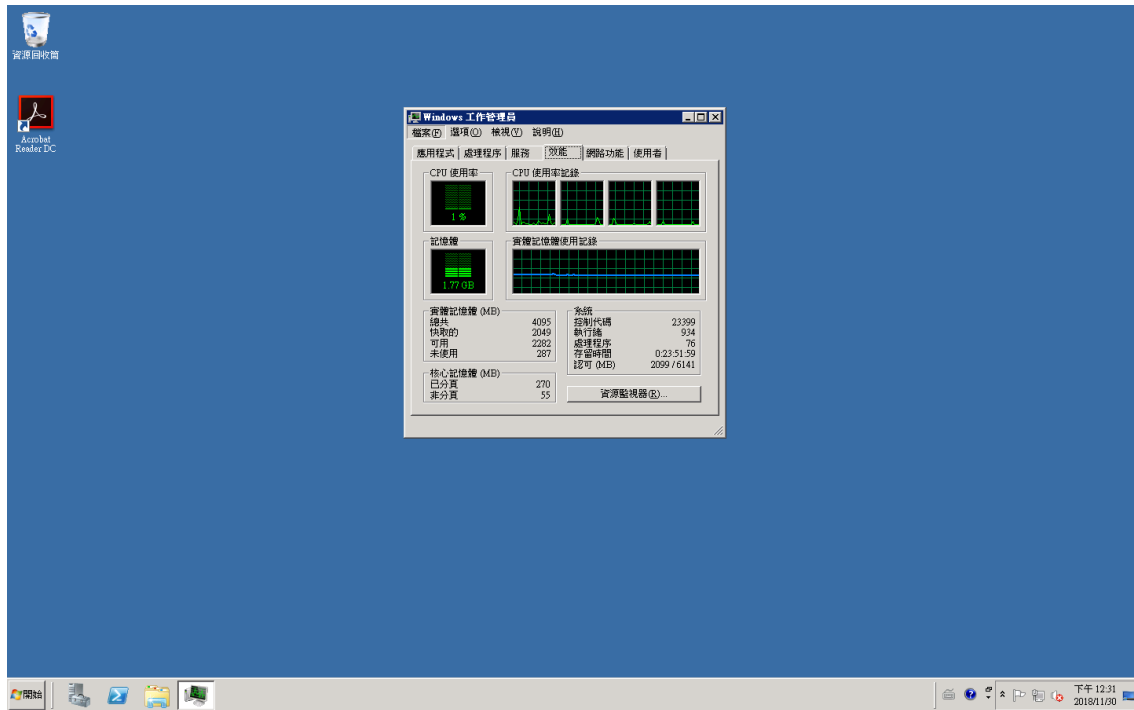 資源回收筒
Acrobat
Reader DC
Windows 工作管理員
檔案(F) 選項(O) 檢視(V) 說明(H)
應用程式 處理程序 服務 效能 網路功能 使用者
CPU 使用率 CPU 使用率記錄
1 %
記憶體 實體記憶體使用記錄
1.77 GB
實體記憶體 (MB)
總共 4095
快取的 2049
可用 2282
未使用 287
核心記憶體 (MB)
已分頁 270
非分頁 55
系統
控制代碼 23399
執行緒 934
處理程序 76
存留時間 0:23:51:59
認可 (MB) 2099 / 6141
資源監視器(R)...
開始
下午 12:31
2018/11/30